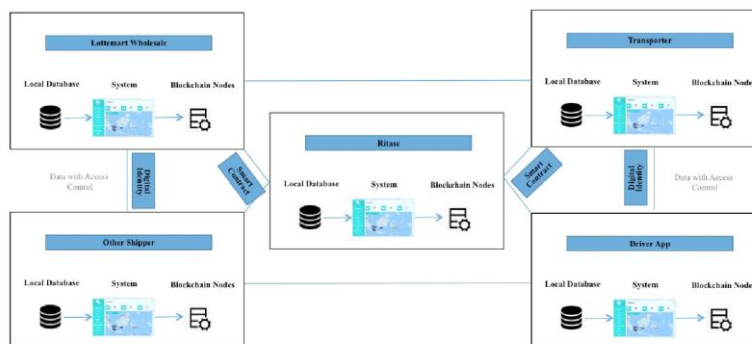 Lottemart Wholesale
Local Database System Blockchain Nodes
Transporter
Local Database System Blockchain Nodes
Data with Access
Control
Digital
Identity
Smart
Contract
Ritase
Local Database System Blockchain Nodes
Smart
Contract
Digital
Identity
Data with Access
Control
Other Shipper
Local Database System Blockchain Nodes
Driver App
Local Database System Blockchain Nodes